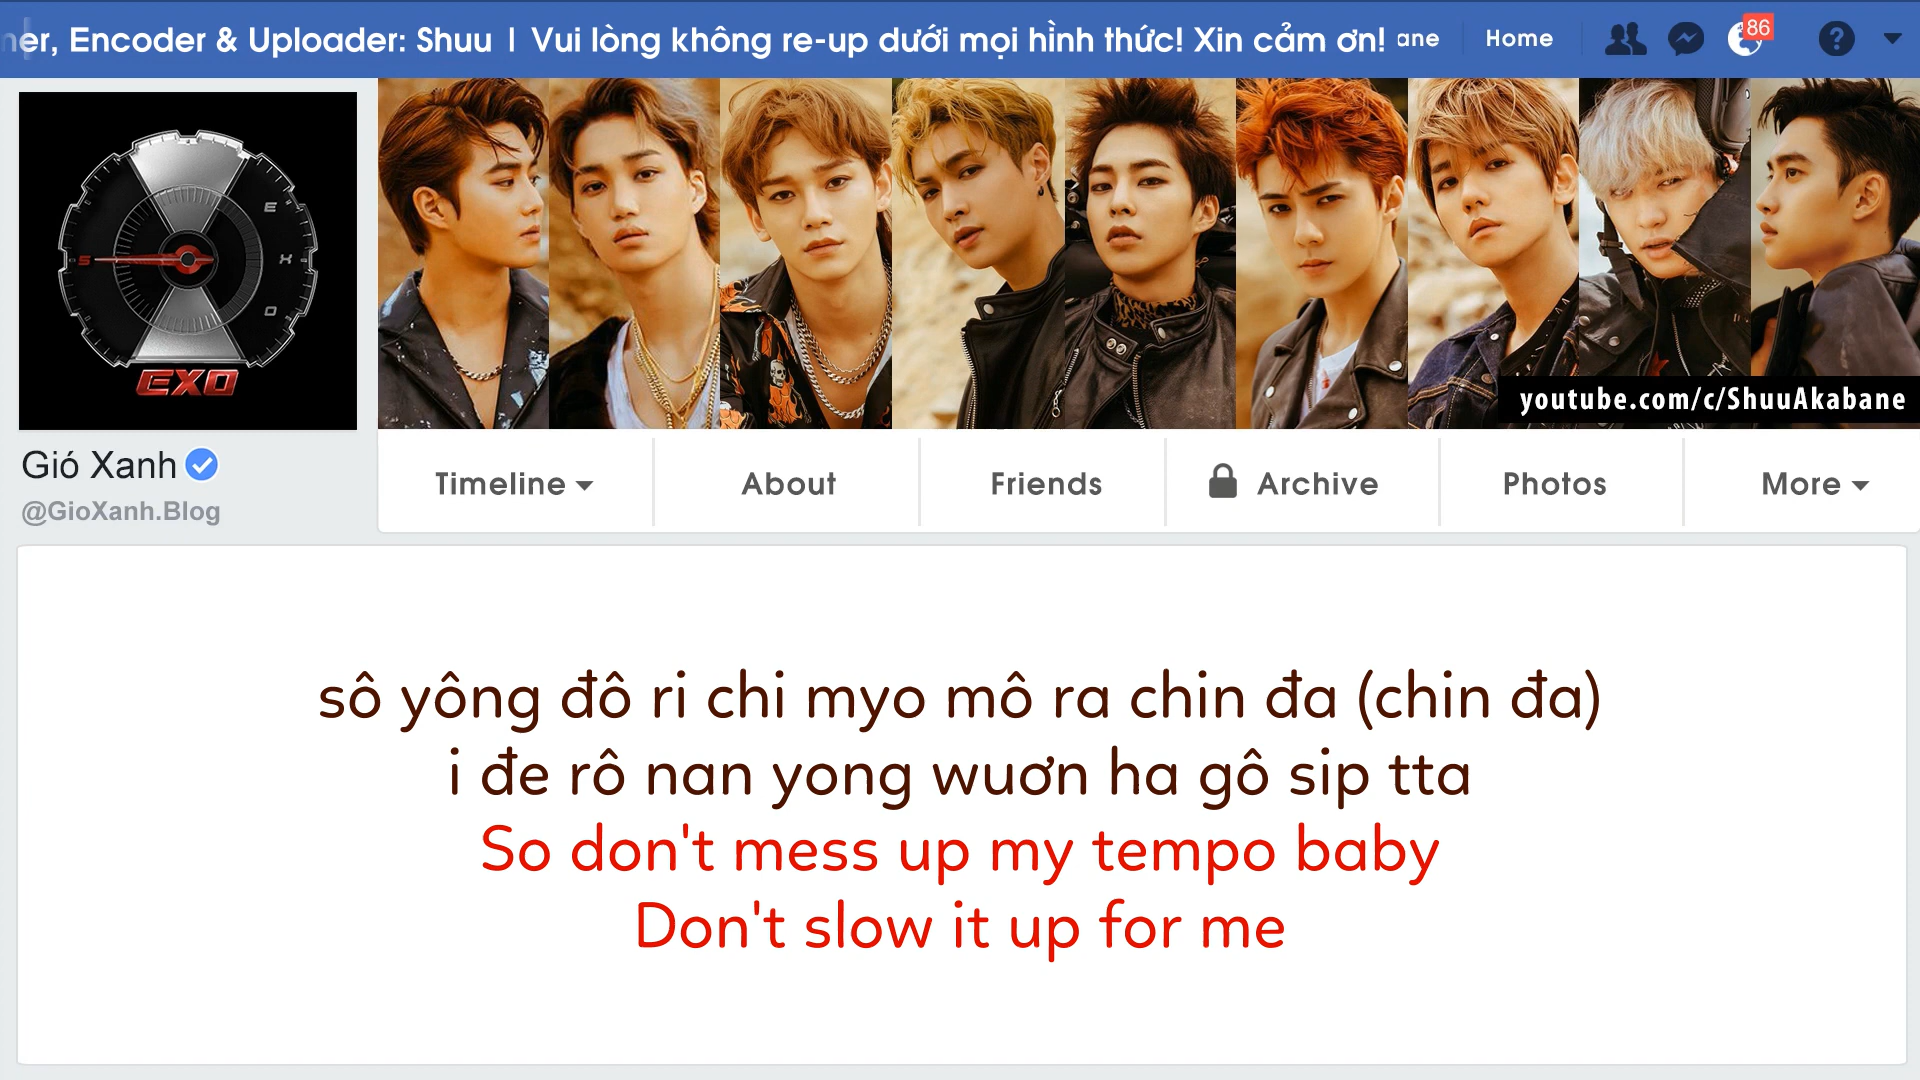 er, Encoder & Uploader: Shuu | Vui lòng không re-up dưới mọi hình thức! Xin cảm ơn! ane Home 86 ?
E
S X
O
EXO
youtube.com/c/ShuuAkabane
Gió Xanh
@GioXanh.Blog
Timeline About Friends Archive Photos More
sô yông đô ri chi myo mô ra chin đa (chin đa)
i đe rô nan yong wươn ha gô sip tta
So don't mess up my tempo baby
Don't slow it up for me